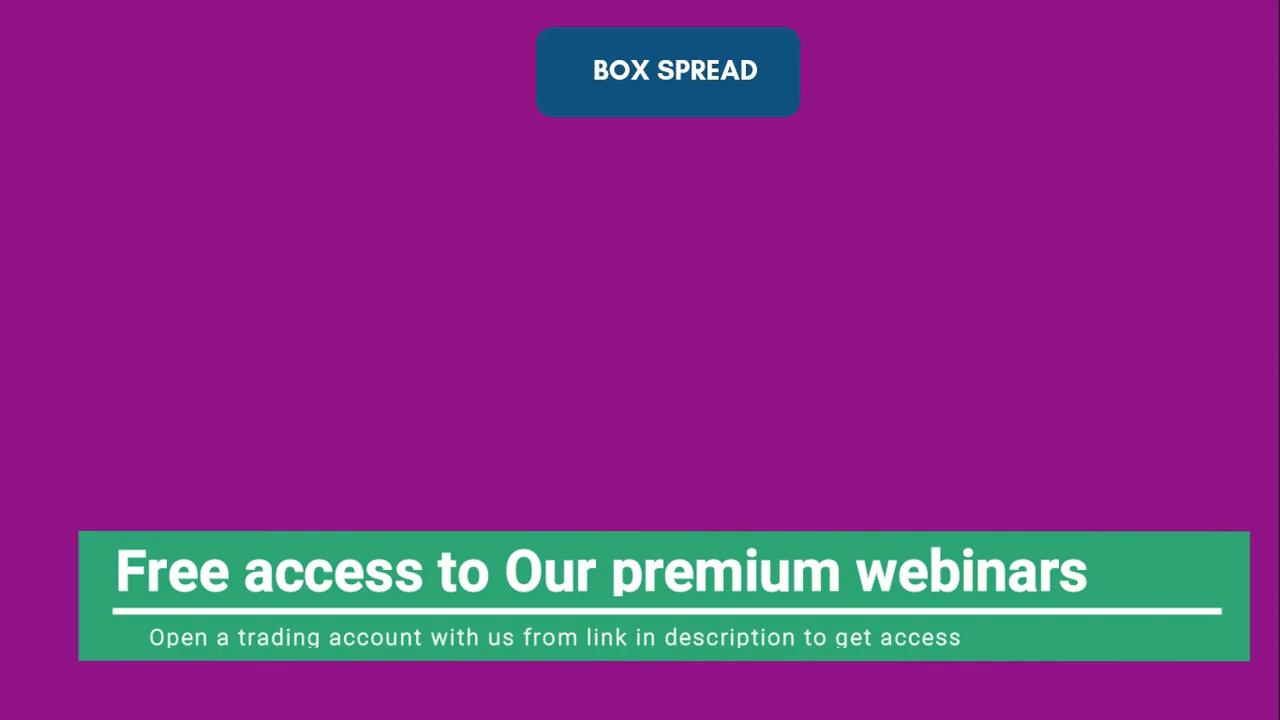 BOX SPREAD
Free access to Our premium webinars
Open a trading account with us from link in description to get access